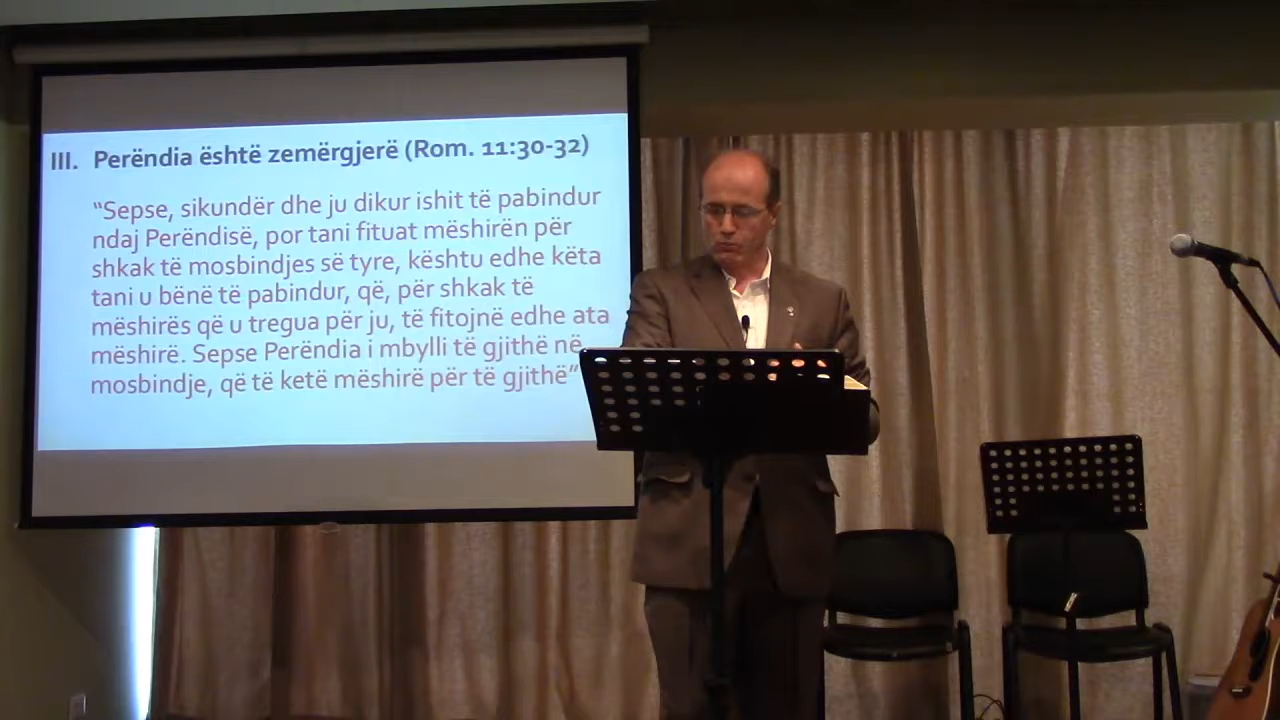 III. Perëndia është zemërgjerë (Rom. 11:30-32)
“Sepse, sikundër dhe ju dikur ishit të pabindur
ndaj Perëndisë, por tani fituat mëshirën për
shkak të mosbindjes së tyre, kështu edhe këta
tani u bënë të pabindur, që, për shkak të
mëshirës që u tregua për ju, të fitojnë edhe ata
mëshirë. Sepse Perëndia i mbylli të gjithë në
mosbindje, që të ketë mëshirë për të gjithë”